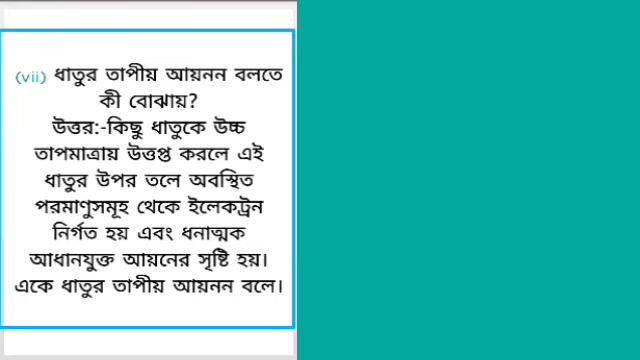 (vii) ধাতুর তাপীয় আয়নন বলতে
কী বোঝায়?
উত্তর:-কিছু ধাতুকে উচ্চ
তাপমাত্রায় উত্তপ্ত করলে এই
ধাতুর উপর তলে অবস্থিত
পরমাণুসমূহ থেকে ইলেকট্রন
নির্গত হয় এবং ধনাত্মক
আধানযুক্ত আয়নের সৃষ্টি হয়।
একে ধাতুর তাপীয় আয়নন বলে।